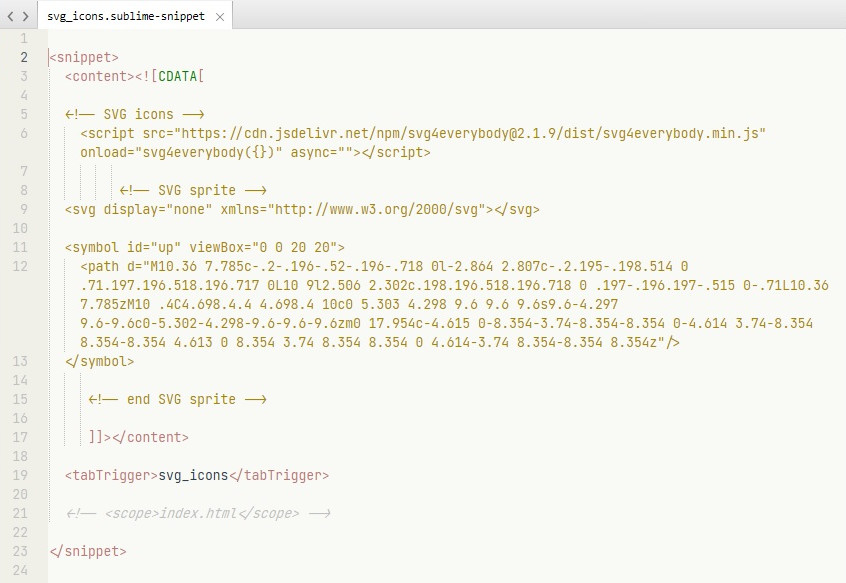 svg_icons.sublime-snippet
1
2 <snippet>
3 <content><![CDATA[
4
5 <!-- SVG icons -->
6 <script src="https://cdn.jsdelivr.net/npm/svg4everybody@2.1.9/dist/svg4everybody.min.js"
onload="svg4everybody({})" async=""></script>
7
8 <!-- SVG sprite -->
9 <svg display="none" xmlns="http://www.w3.org/2000/svg"></svg>
10
11 <symbol id="up" viewBox="0 0 20 20">
12 <path d="M10.36 7.785c-.2-.196-.52-.196-.718 0l-2.864 2.807c-.2.195-.198.514 0
.71.197.196.518.196.717 0L10 9l2.506 2.302c.198.196.518.196.718 0 .197-.196.197-.515 0-.71L10.36
7.785zM10 .4C4.698.4.4 4.698.4 10c0 5.303 4.298 9.6 9.6 9.6s9.6-4.297
9.6-9.6c0-5.302-4.298-9.6-9.6-9.6zm0 17.954c-4.615 0-8.354-3.74-8.354-8.354 0-4.614 3.74-8.354
8.354-8.354 4.613 0 8.354 3.74 8.354 8.354 0 4.614-3.74 8.354-8.354 8.354z"/>
13 </symbol>
14
15 <!-- end SVG sprite -->
16
17 ]]></content>
18
19 <tabTrigger>svg_icons</tabTrigger>
20
21 <!-- <scope>index.html</scope> -->
22
23 </snippet>
24